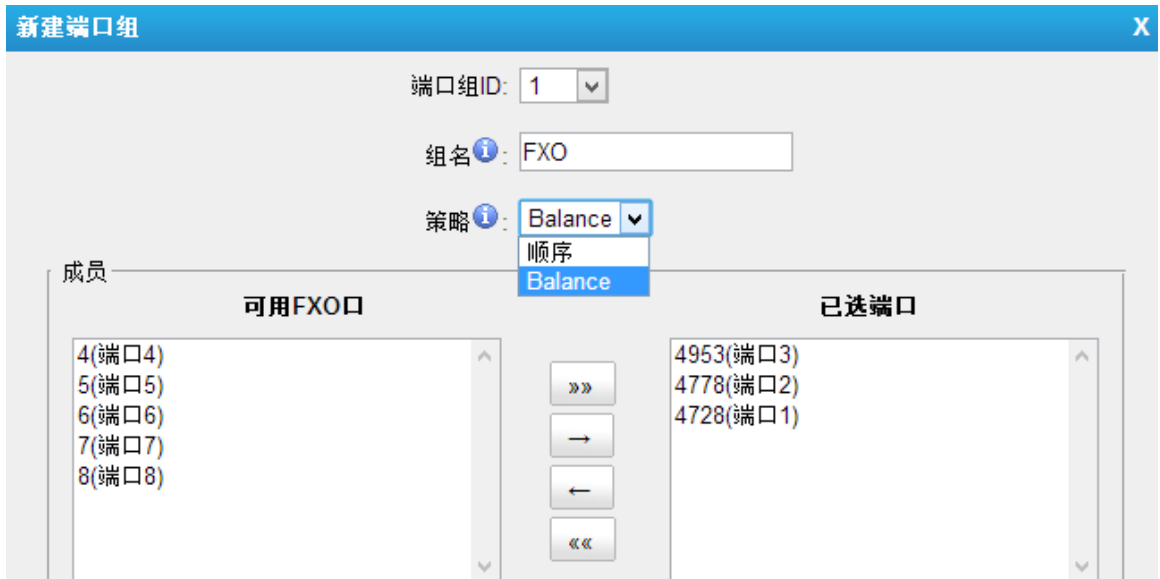 新建端口组 X
端口组ID: 1
组名 : FXO
策略 : Balance
顺序
Balance
成员
可用FXO口 已选端口
4(端口4) 4953(端口3)
5(端口5) »» 4778(端口2)
6(端口6) 4728(端口1)
7(端口7) →
8(端口8) ←
««